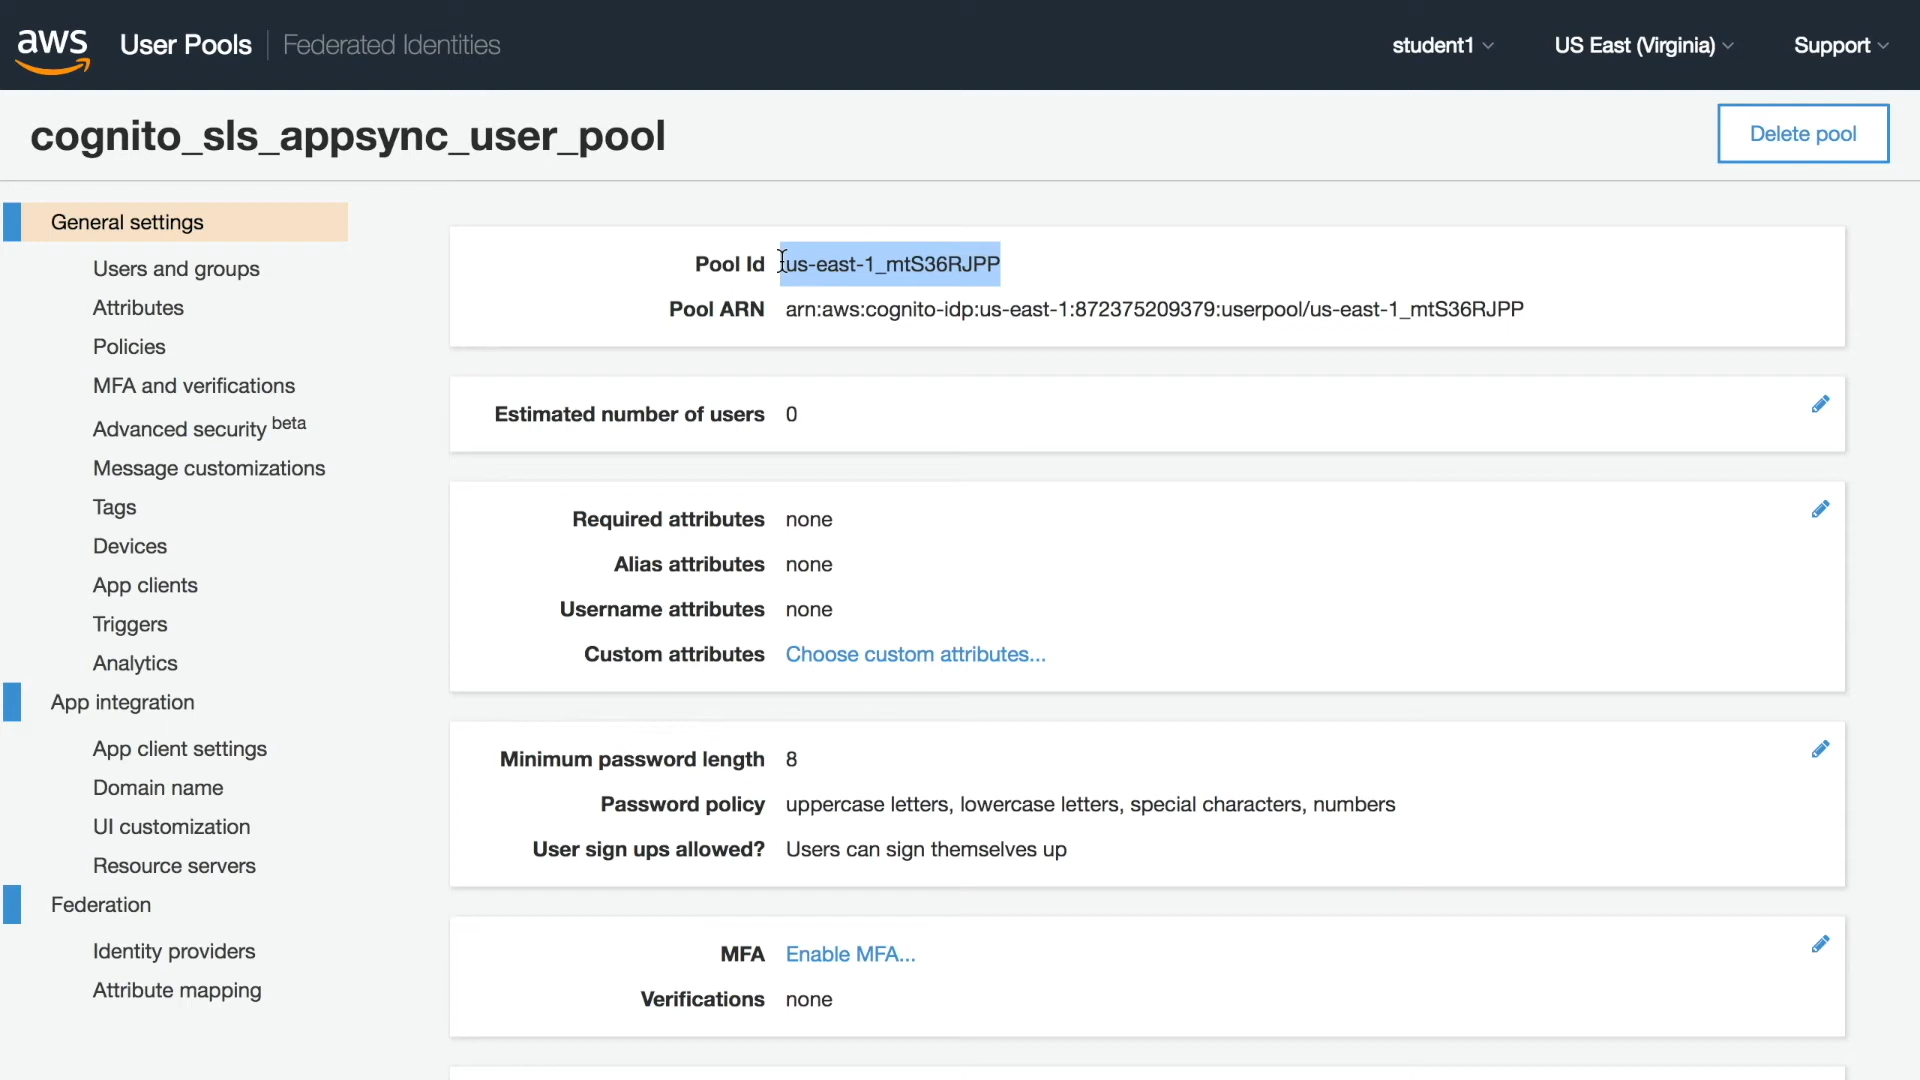 aws User Pools Federated Identities student1 US East (Virginia) Support
cognito_sls_appsync_user_pool Delete pool
General settings
Users and groups
Attributes
Policies
MFA and verifications
Advanced security beta
Message customizations
Tags
Devices
App clients
Triggers
Analytics
App integration
App client settings
Domain name
UI customization
Resource servers
Federation
Identity providers
Attribute mapping
Pool Id us-east-1_mtS36RJPP
Pool ARN arn:aws:cognito-idp:us-east-1:872375209379:userpool/us-east-1_mtS36RJPP
Estimated number of users 0
Required attributes none
Alias attributes none
Username attributes none
Custom attributes Choose custom attributes...
Minimum password length 8
Password policy uppercase letters, lowercase letters, special characters, numbers
User sign ups allowed? Users can sign themselves up
MFA Enable MFA...
Verifications none